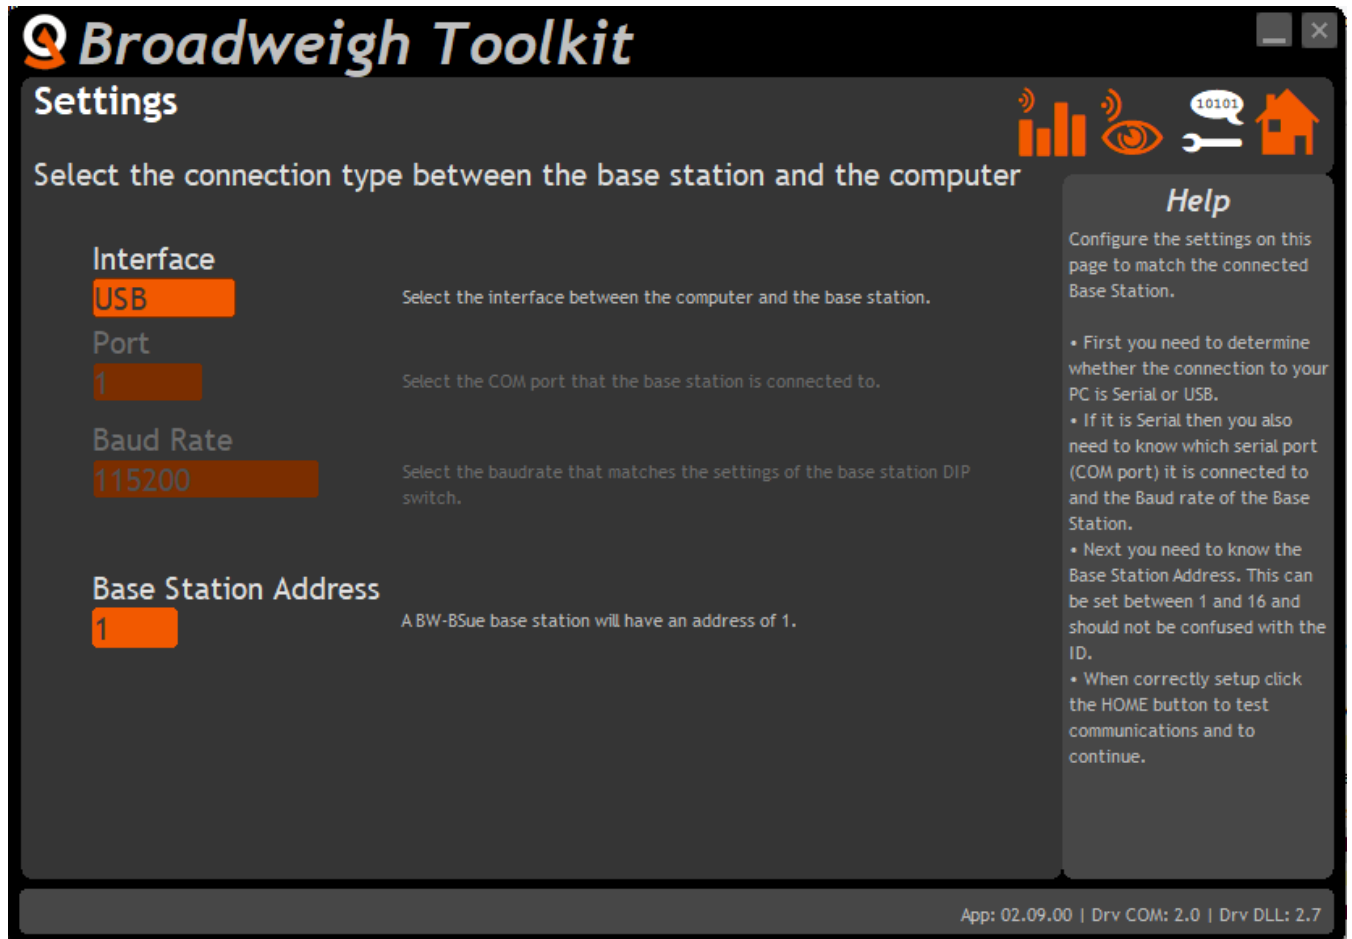 Broadweigh Toolkit
Settings
10101
Select the connection type between the base station and the computer
Interface
USB
Select the interface between the computer and the base station.
Port
1
Select the COM port that the base station is connected to.
Baud Rate
115200
Select the baudrate that matches the settings of the base station DIP
switch.
Base Station Address
1
A BW-BSue base station will have an address of 1.
Help
Configure the settings on this
page to match the connected
Base Station.
• First you need to determine
whether the connection to your
PC is Serial or USB.
• If it is Serial then you also
need to know which serial port
(COM port) it is connected to
and the Baud rate of the Base
Station.
• Next you need to know the
Base Station Address. This can
be set between 1 and 16 and
should not be confused with the
ID.
• When correctly setup click
the HOME button to test
communications and to
continue.
App: 02.09.00 | Drv COM: 2.0 | Drv DLL: 2.7